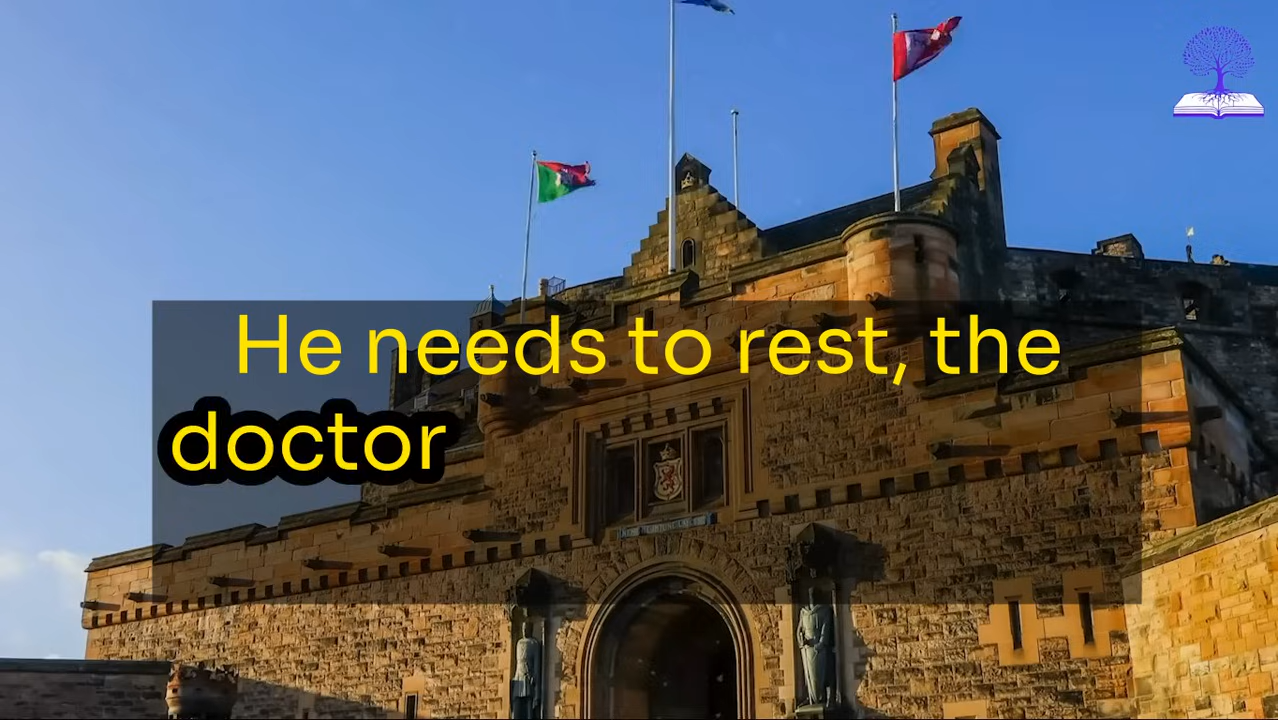 He needs to rest, the
doctor